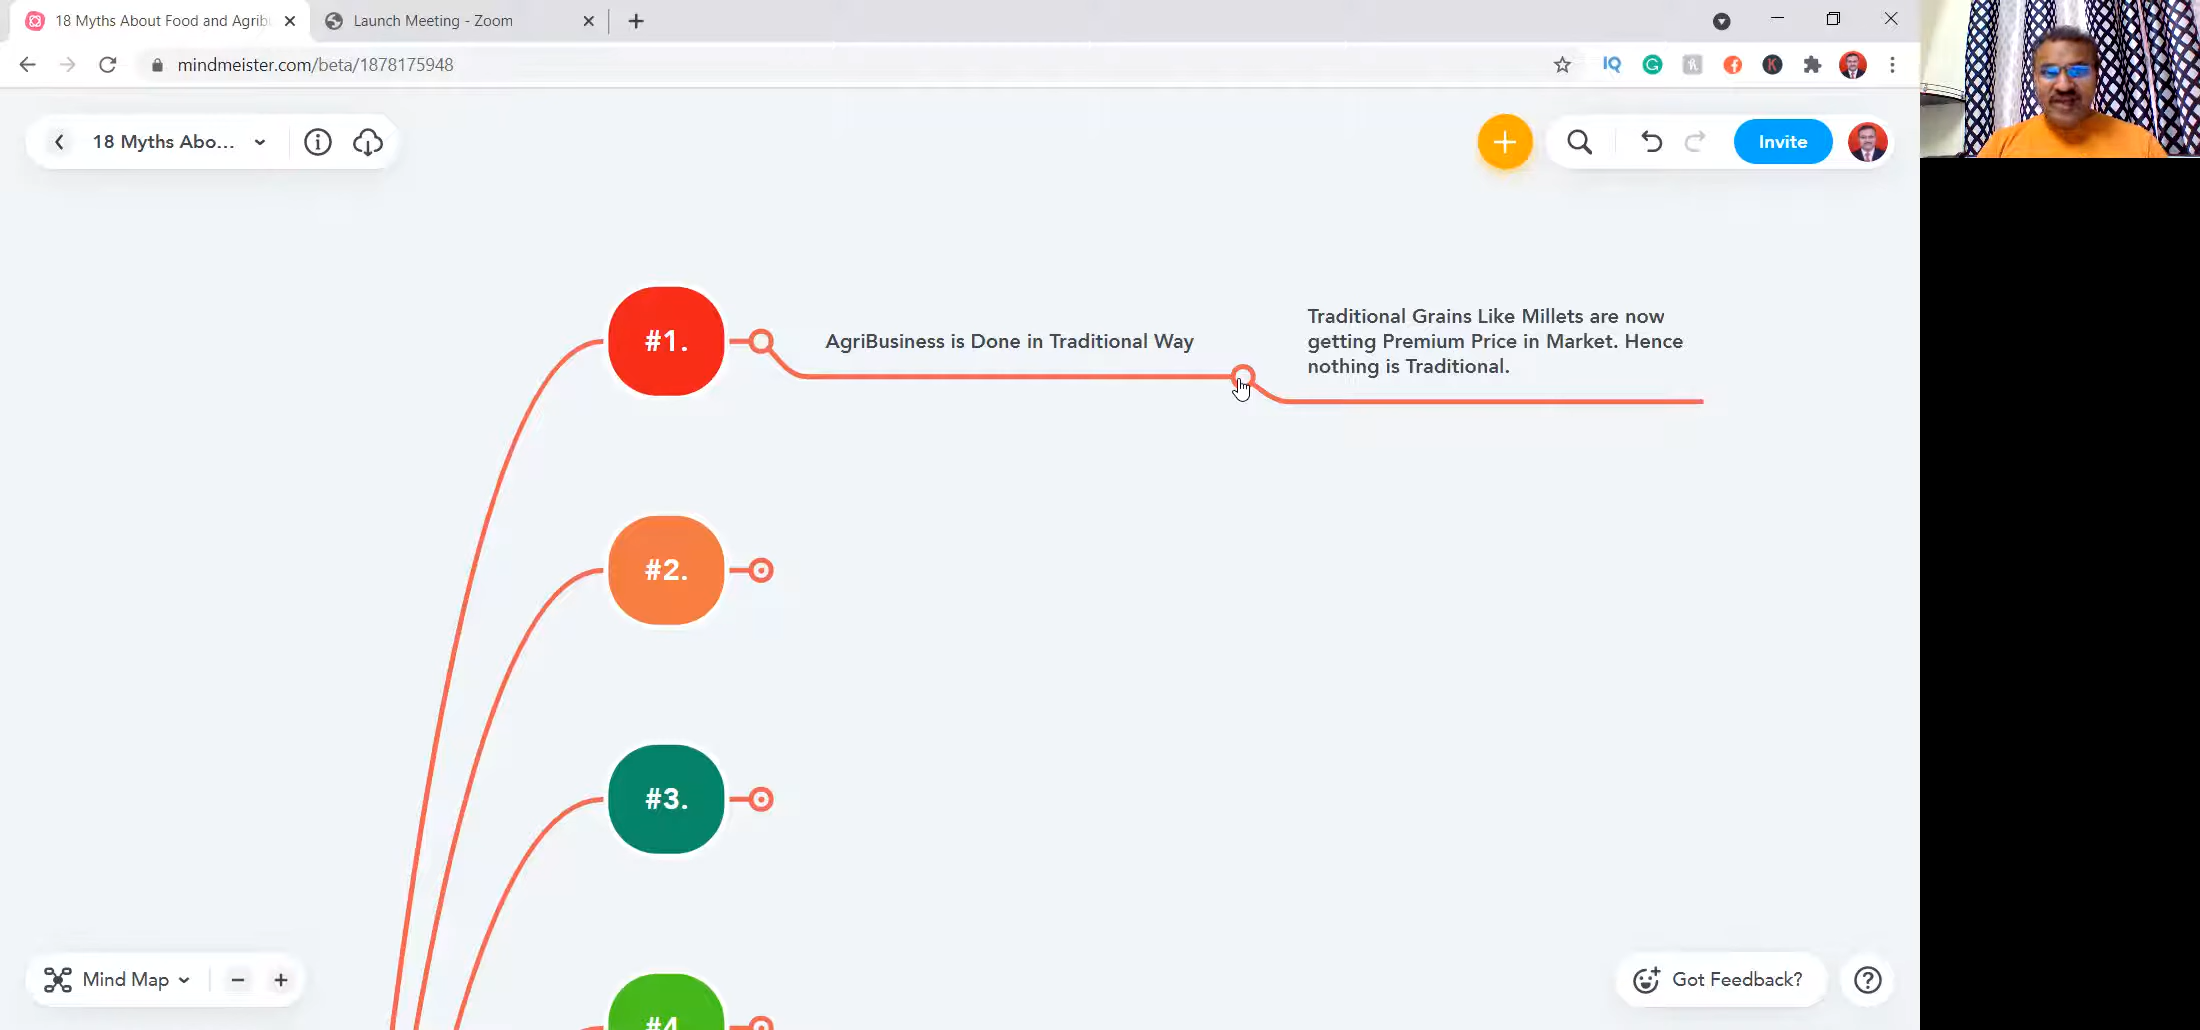 18 Myths About Food and Agrib
Launch Meeting - Zoom
mindmeister.com/beta/1878175948
IQ
18 Myths Abo...
Invite
#1.
AgriBusiness is Done in Traditional Way
Traditional Grains Like Millets are now
getting Premium Price in Market. Hence
nothing is Traditional.
#2.
#3.
#4.
Mind Map
Got Feedback?